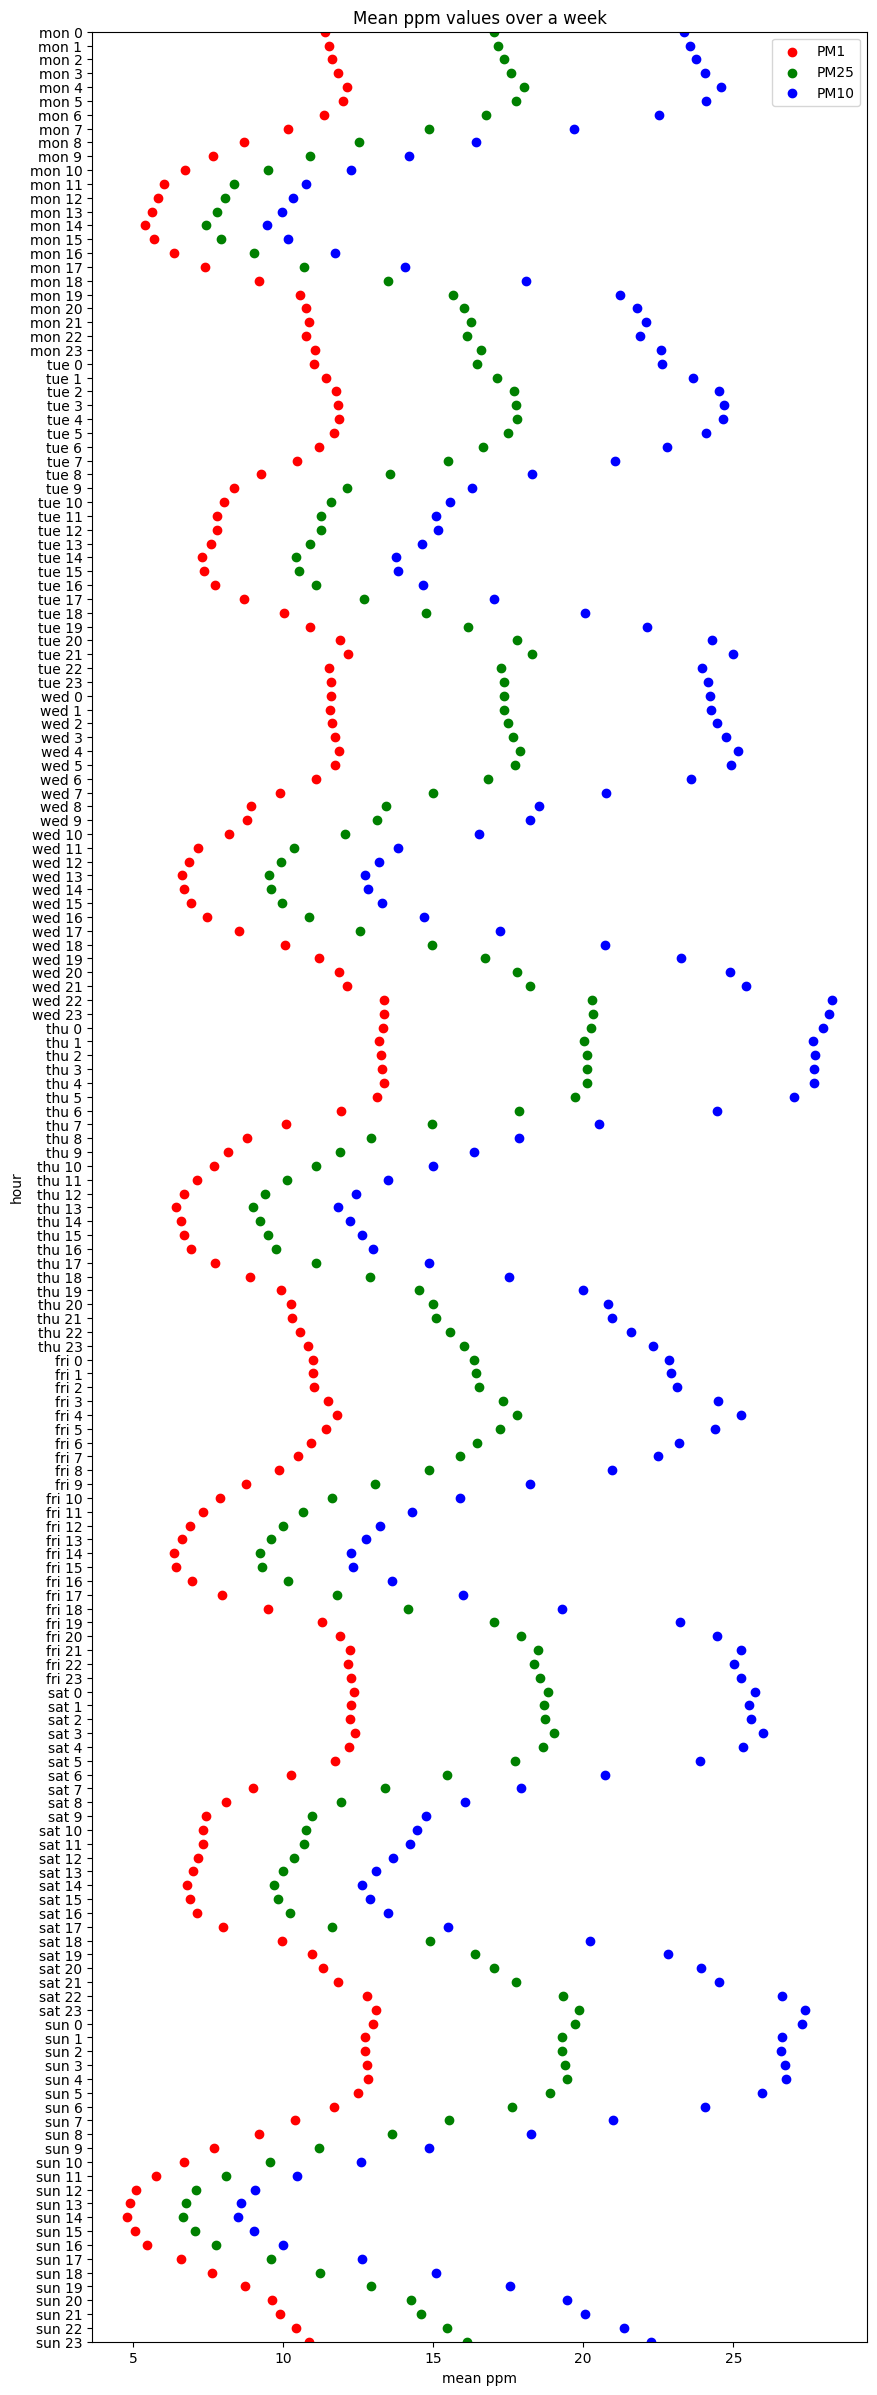 Mean ppm values over a week
PM1
PM25
PM10
mon 0
mon 1
mon 2
mon 3
mon 4
mon 5
mon 6
mon 7
mon 8
mon 9
mon 10
mon 11
mon 12
mon 13
mon 14
mon 15
mon 16
mon 17
mon 18
mon 19
mon 20
mon 21
mon 22
mon 23
tue 0
tue 1
tue 2
tue 3
tue 4
tue 5
tue 6
tue 7
tue 8
tue 9
tue 10
tue 11
tue 12
tue 13
tue 14
tue 15
tue 16
tue 17
tue 18
tue 19
tue 20
tue 21
tue 22
tue 23
wed 0
wed 1
wed 2
wed 3
wed 4
wed 5
wed 6
wed 7
wed 8
wed 9
wed 10
wed 11
wed 12
wed 13
wed 14
wed 15
wed 16
wed 17
wed 18
wed 19
wed 20
wed 21
wed 22
wed 23
thu 0
thu 1
thu 2
thu 3
thu 4
thu 5
thu 6
thu 7
thu 8
thu 9
thu 10
thu 11
thu 12
thu 13
thu 14
thu 15
thu 16
thu 17
thu 18
thu 19
thu 20
thu 21
thu 22
thu 23
fri 0
fri 1
fri 2
fri 3
fri 4
fri 5
fri 6
fri 7
fri 8
fri 9
fri 10
fri 11
fri 12
fri 13
fri 14
fri 15
fri 16
fri 17
fri 18
fri 19
fri 20
fri 21
fri 22
fri 23
sat 0
sat 1
sat 2
sat 3
sat 4
sat 5
sat 6
sat 7
sat 8
sat 9
sat 10
sat 11
sat 12
sat 13
sat 14
sat 15
sat 16
sat 17
sat 18
sat 19
sat 20
sat 21
sat 22
sat 23
sun 0
sun 1
sun 2
sun 3
sun 4
sun 5
sun 6
sun 7
sun 8
sun 9
sun 10
sun 11
sun 12
sun 13
sun 14
sun 15
sun 16
sun 17
sun 18
sun 19
sun 20
sun 21
sun 22
sun 23
hour
5 10 15 20 25
mean ppm